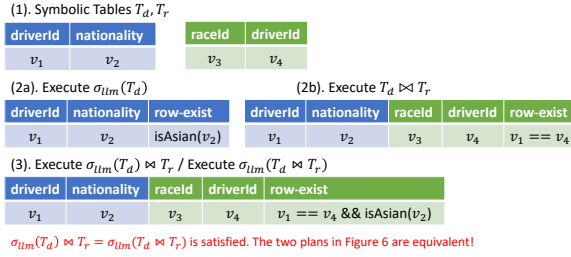 (1). Symbolic Tables T_d, T_r
driverId nationality raceId driverId
v_1 v_2 v_3 v_4
(2a). Execute σ_llm(T_d) (2b). Execute T_d ⋈ T_r
driverId nationality row-exist driverId nationality raceId driverId row-exist
v_1 v_2 isAsian(v_2) v_1 v_2 v_3 v_4 v_1 == v_4
(3). Execute σ_llm(T_d) ⋈ T_r / Execute σ_llm(T_d ⋈ T_r)
driverId nationality raceId driverId row-exist
v_1 v_2 v_3 v_4 v_1 == v_4 && isAsian(v_2)
σ_llm(T_d) ⋈ T_r = σ_llm(T_d ⋈ T_r) is satisfied. The two plans in Figure 6 are equivalent!